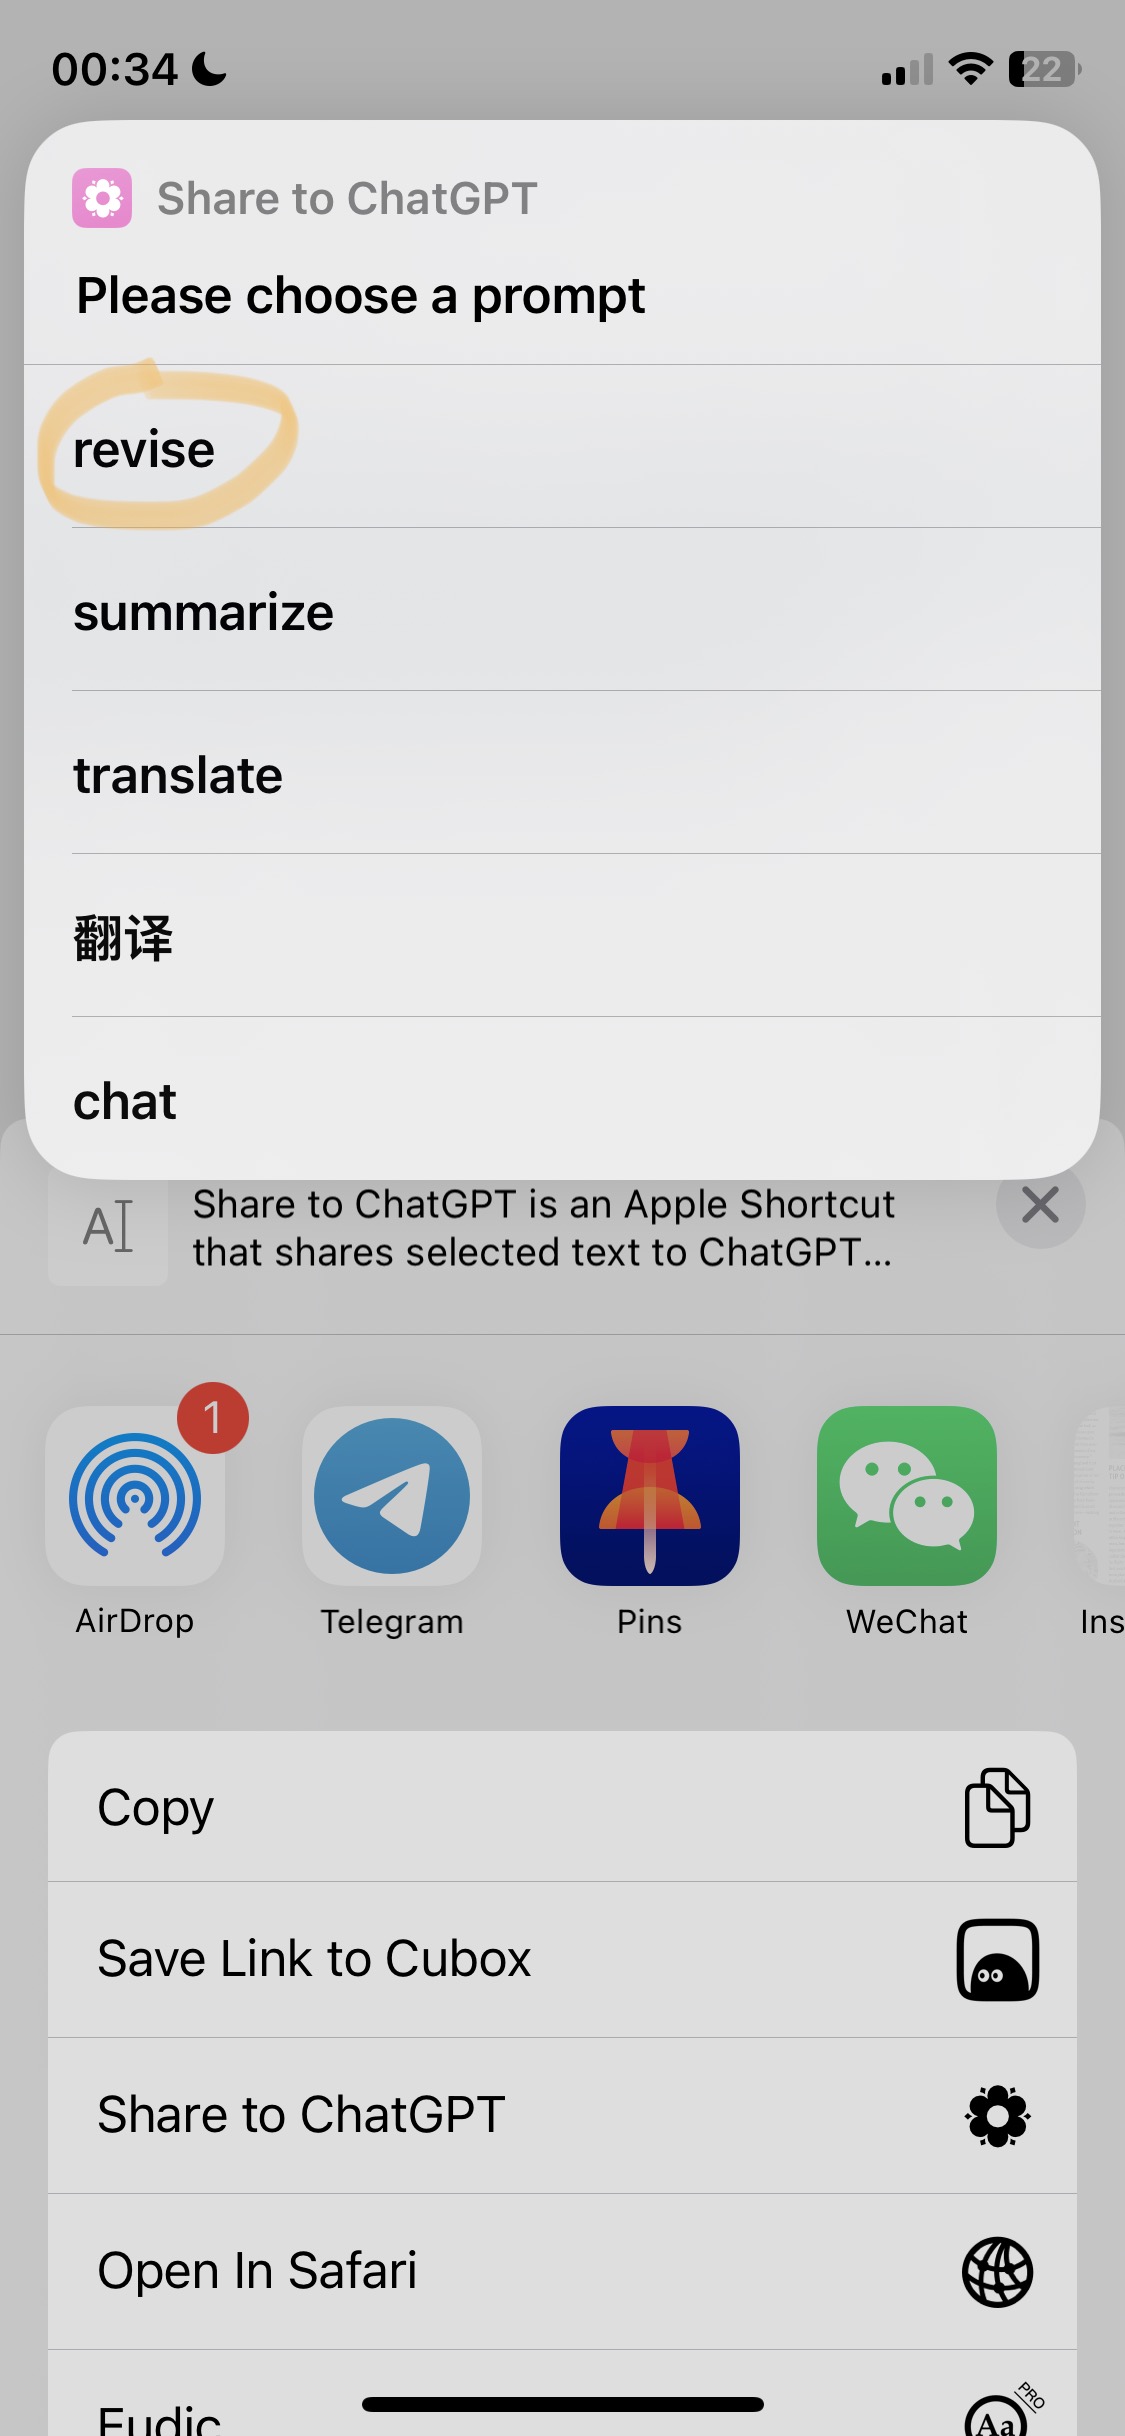 00:34
22
Share to ChatGPT
Please choose a prompt
revise
summarize
translate
翻译
chat
Share to ChatGPT is an Apple Shortcut
that shares selected text to ChatGPT...
1
AirDrop
Telegram
Pins
WeChat
Ins
Copy
Save Link to Cubox
Share to ChatGPT
Open In Safari
Eudic
PRO
Aa